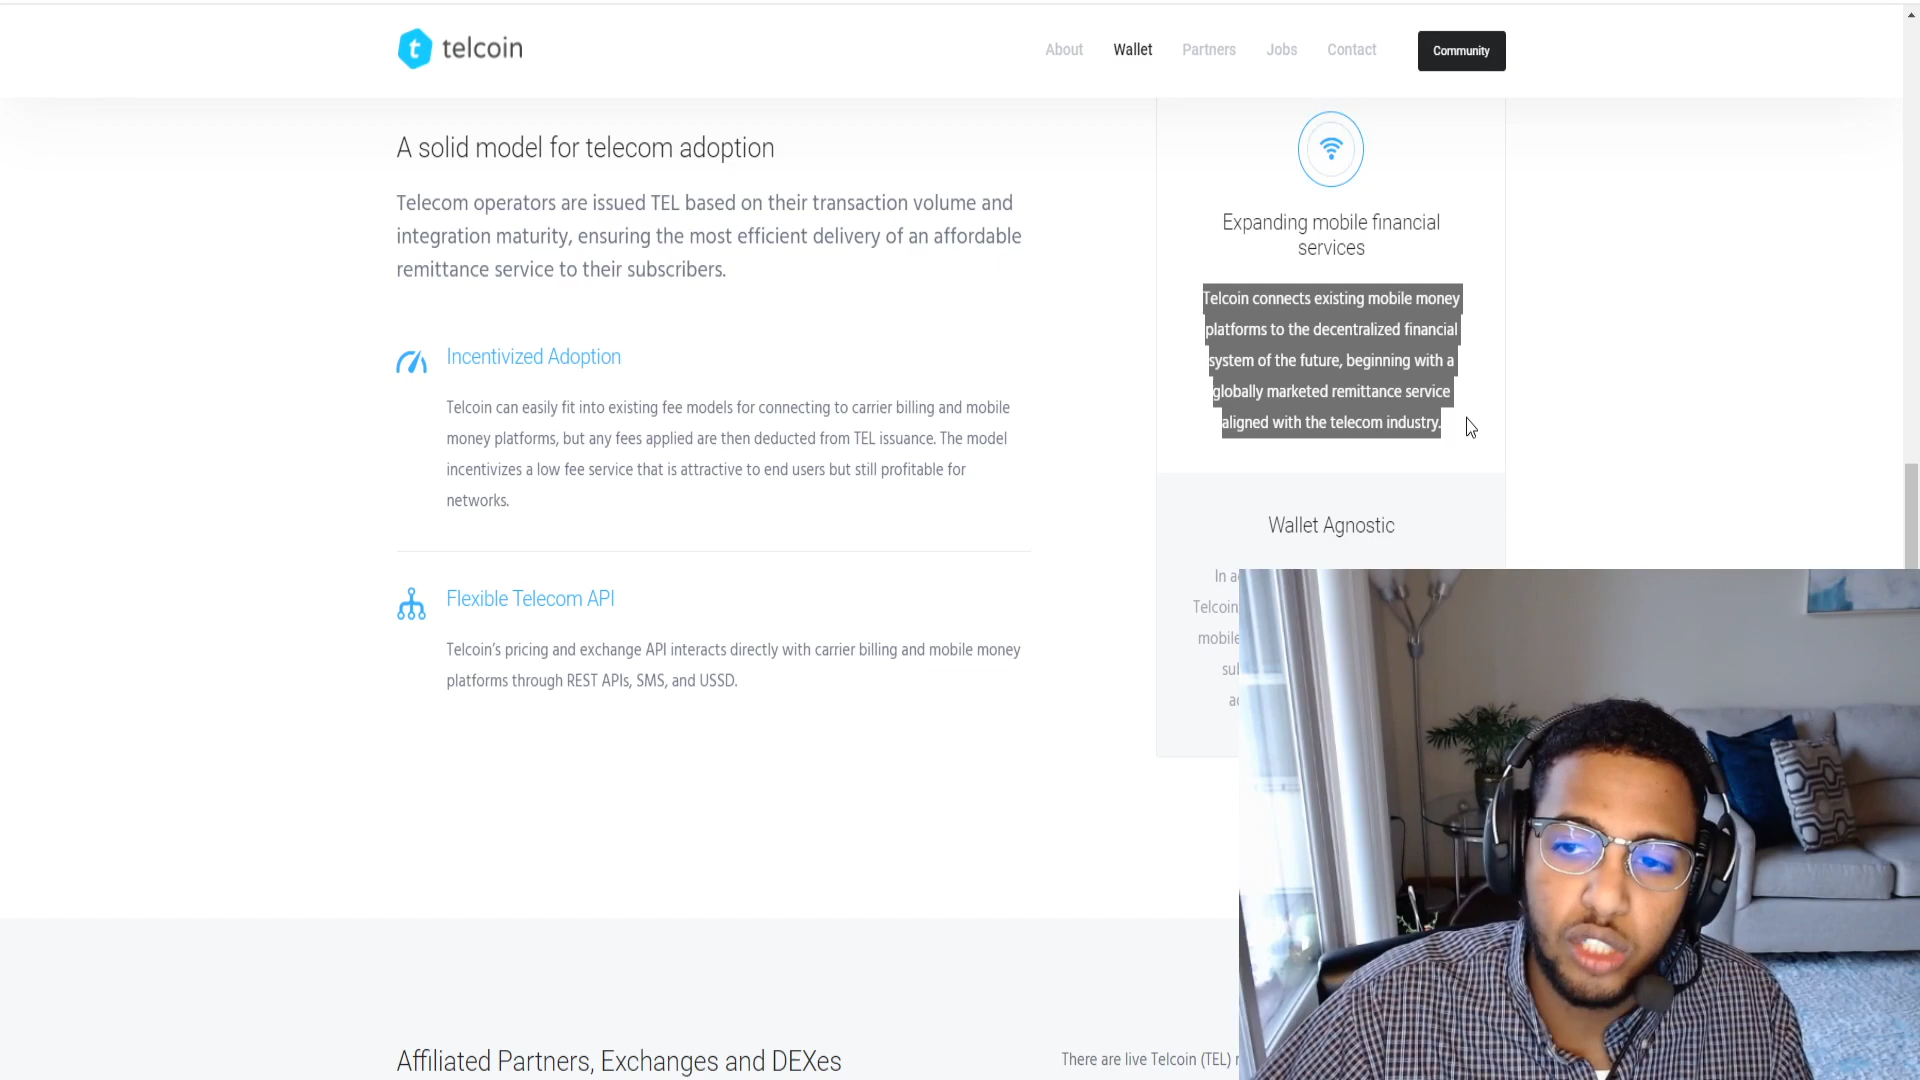 telcoin
About
Wallet
Partners
Jobs
Contact
Community
A solid model for telecom adoption
Telecom operators are issued TEL based on their transaction volume and
integration maturity, ensuring the most efficient delivery of an affordable
remittance service to their subscribers.
Incentivized Adoption
Telcoin can easily fit into existing fee models for connecting to carrier billing and mobile
money platforms, but any fees applied are then deducted from TEL issuance. The model
incentivizes a low fee service that is attractive to end users but still profitable for
networks.
Flexible Telecom API
Telcoin’s pricing and exchange API interacts directly with carrier billing and mobile money
platforms through REST APIs, SMS, and USSD.
Expanding mobile financial
services
Telcoin connects existing mobile money
platforms to the decentralized financial
system of the future, beginning with a
globally marketed remittance service
aligned with the telecom industry.
Wallet Agnostic
In
Telcoin
mobile
Affiliated Partners, Exchanges and DEXes
There are live Telcoin (TEL)